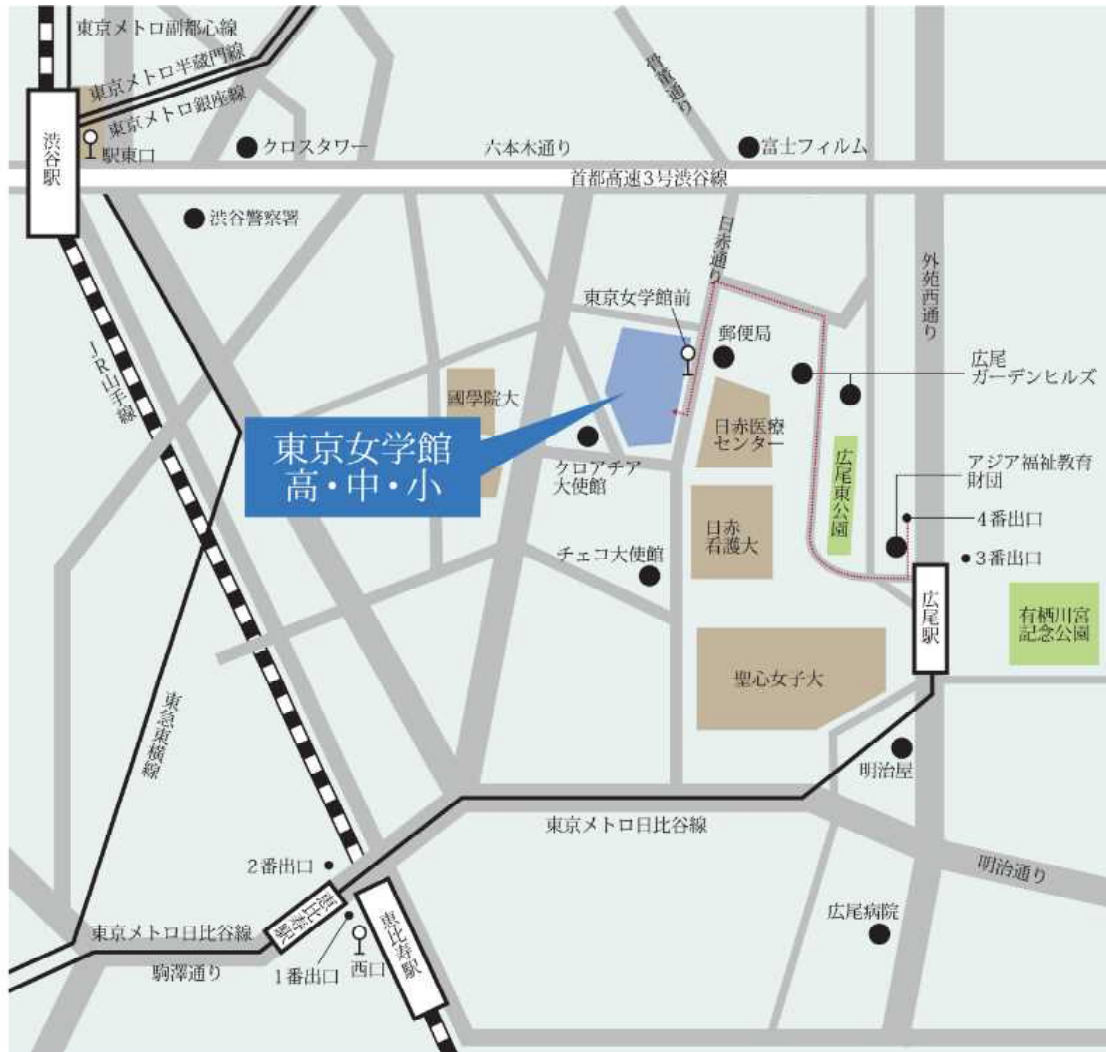 東京メトロ副都心線
東京メトロ半蔵門線
東京メトロ銀座線
渋谷駅
駅東口
クロスタワー
六本木通り
骨董通り
富士フィルム
首都高速3号渋谷線
渋谷警察署
日赤通り
外苑西通り
東京女学館前
郵便局
広尾
ガーデンヒルズ
JR山手線
國學院大
日赤医療
センター
東京女学館
高・中・小
クロアチア
大使館
広尾東公園
アジア福祉教育
財団
4番出口
日赤
看護大
チェコ大使館
3番出口
広尾駅
有栖川宮
記念公園
聖心女子大
東急東横線
明治屋
東京メトロ日比谷線
2番出口
明治通り
恵比寿駅
恵比寿駅
広尾病院
東京メトロ日比谷線
駒澤通り
1番出口
西口